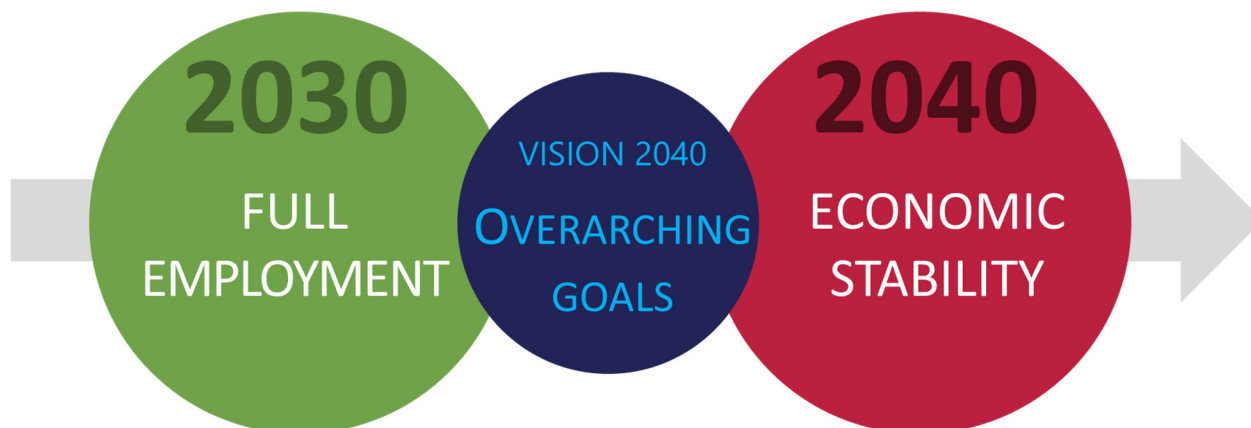 2030
FULL
EMPLOYMENT
VISION 2040
OVERARCHING
GOALS
2040
ECONOMIC
STABILITY